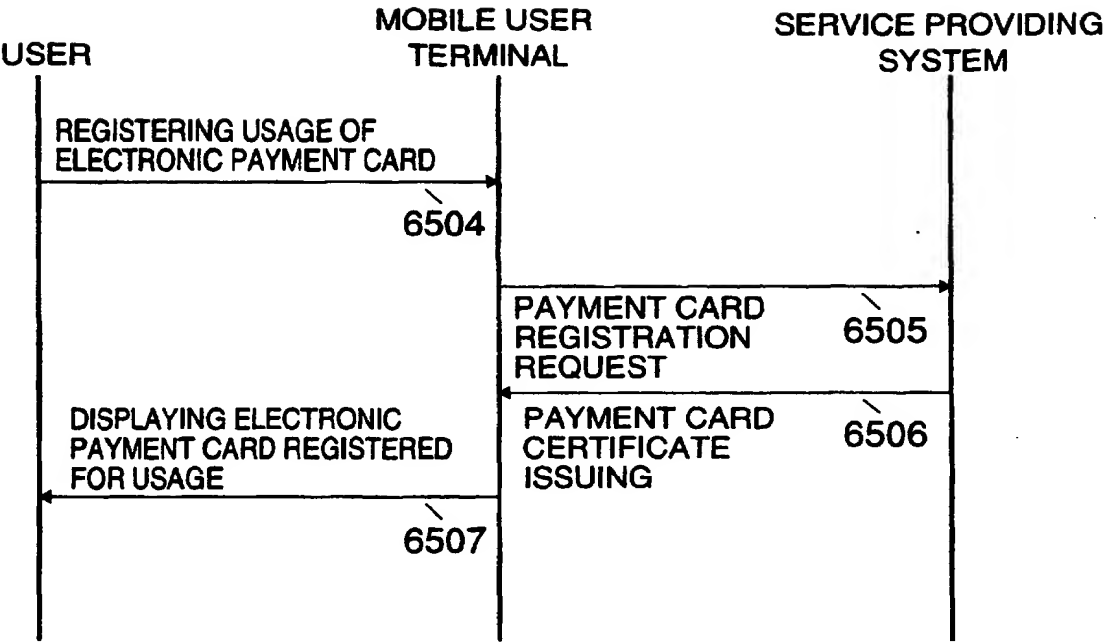 MOBILE USER
TERMINAL
SERVICE PROVIDING
SYSTEM
USER
REGISTERING USAGE OF
ELECTRONIC PAYMENT CARD
6504
PAYMENT CARD
REGISTRATION
REQUEST
6505
DISPLAYING ELECTRONIC
PAYMENT CARD REGISTERED
FOR USAGE
PAYMENT CARD
CERTIFICATE
ISSUING
6506
6507